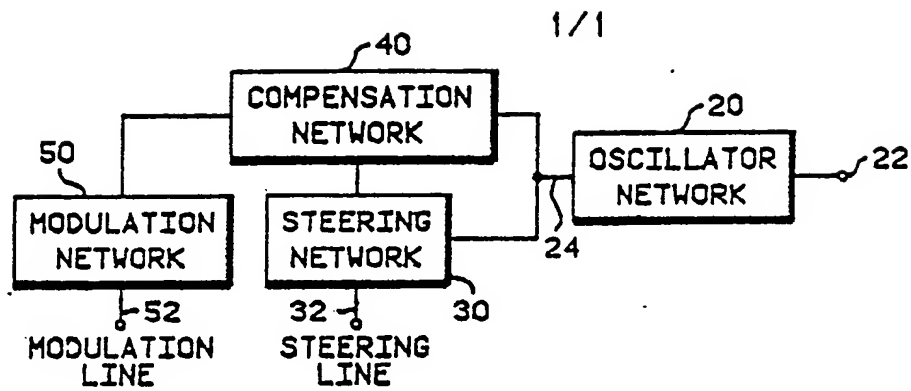 1/1
40
COMPENSATION
NETWORK
20
OSCILLATOR
NETWORK
22
50
MODULATION
NETWORK
STEERING
NETWORK
24
52
32
30
MODULATION
LINE
STEERING
LINE